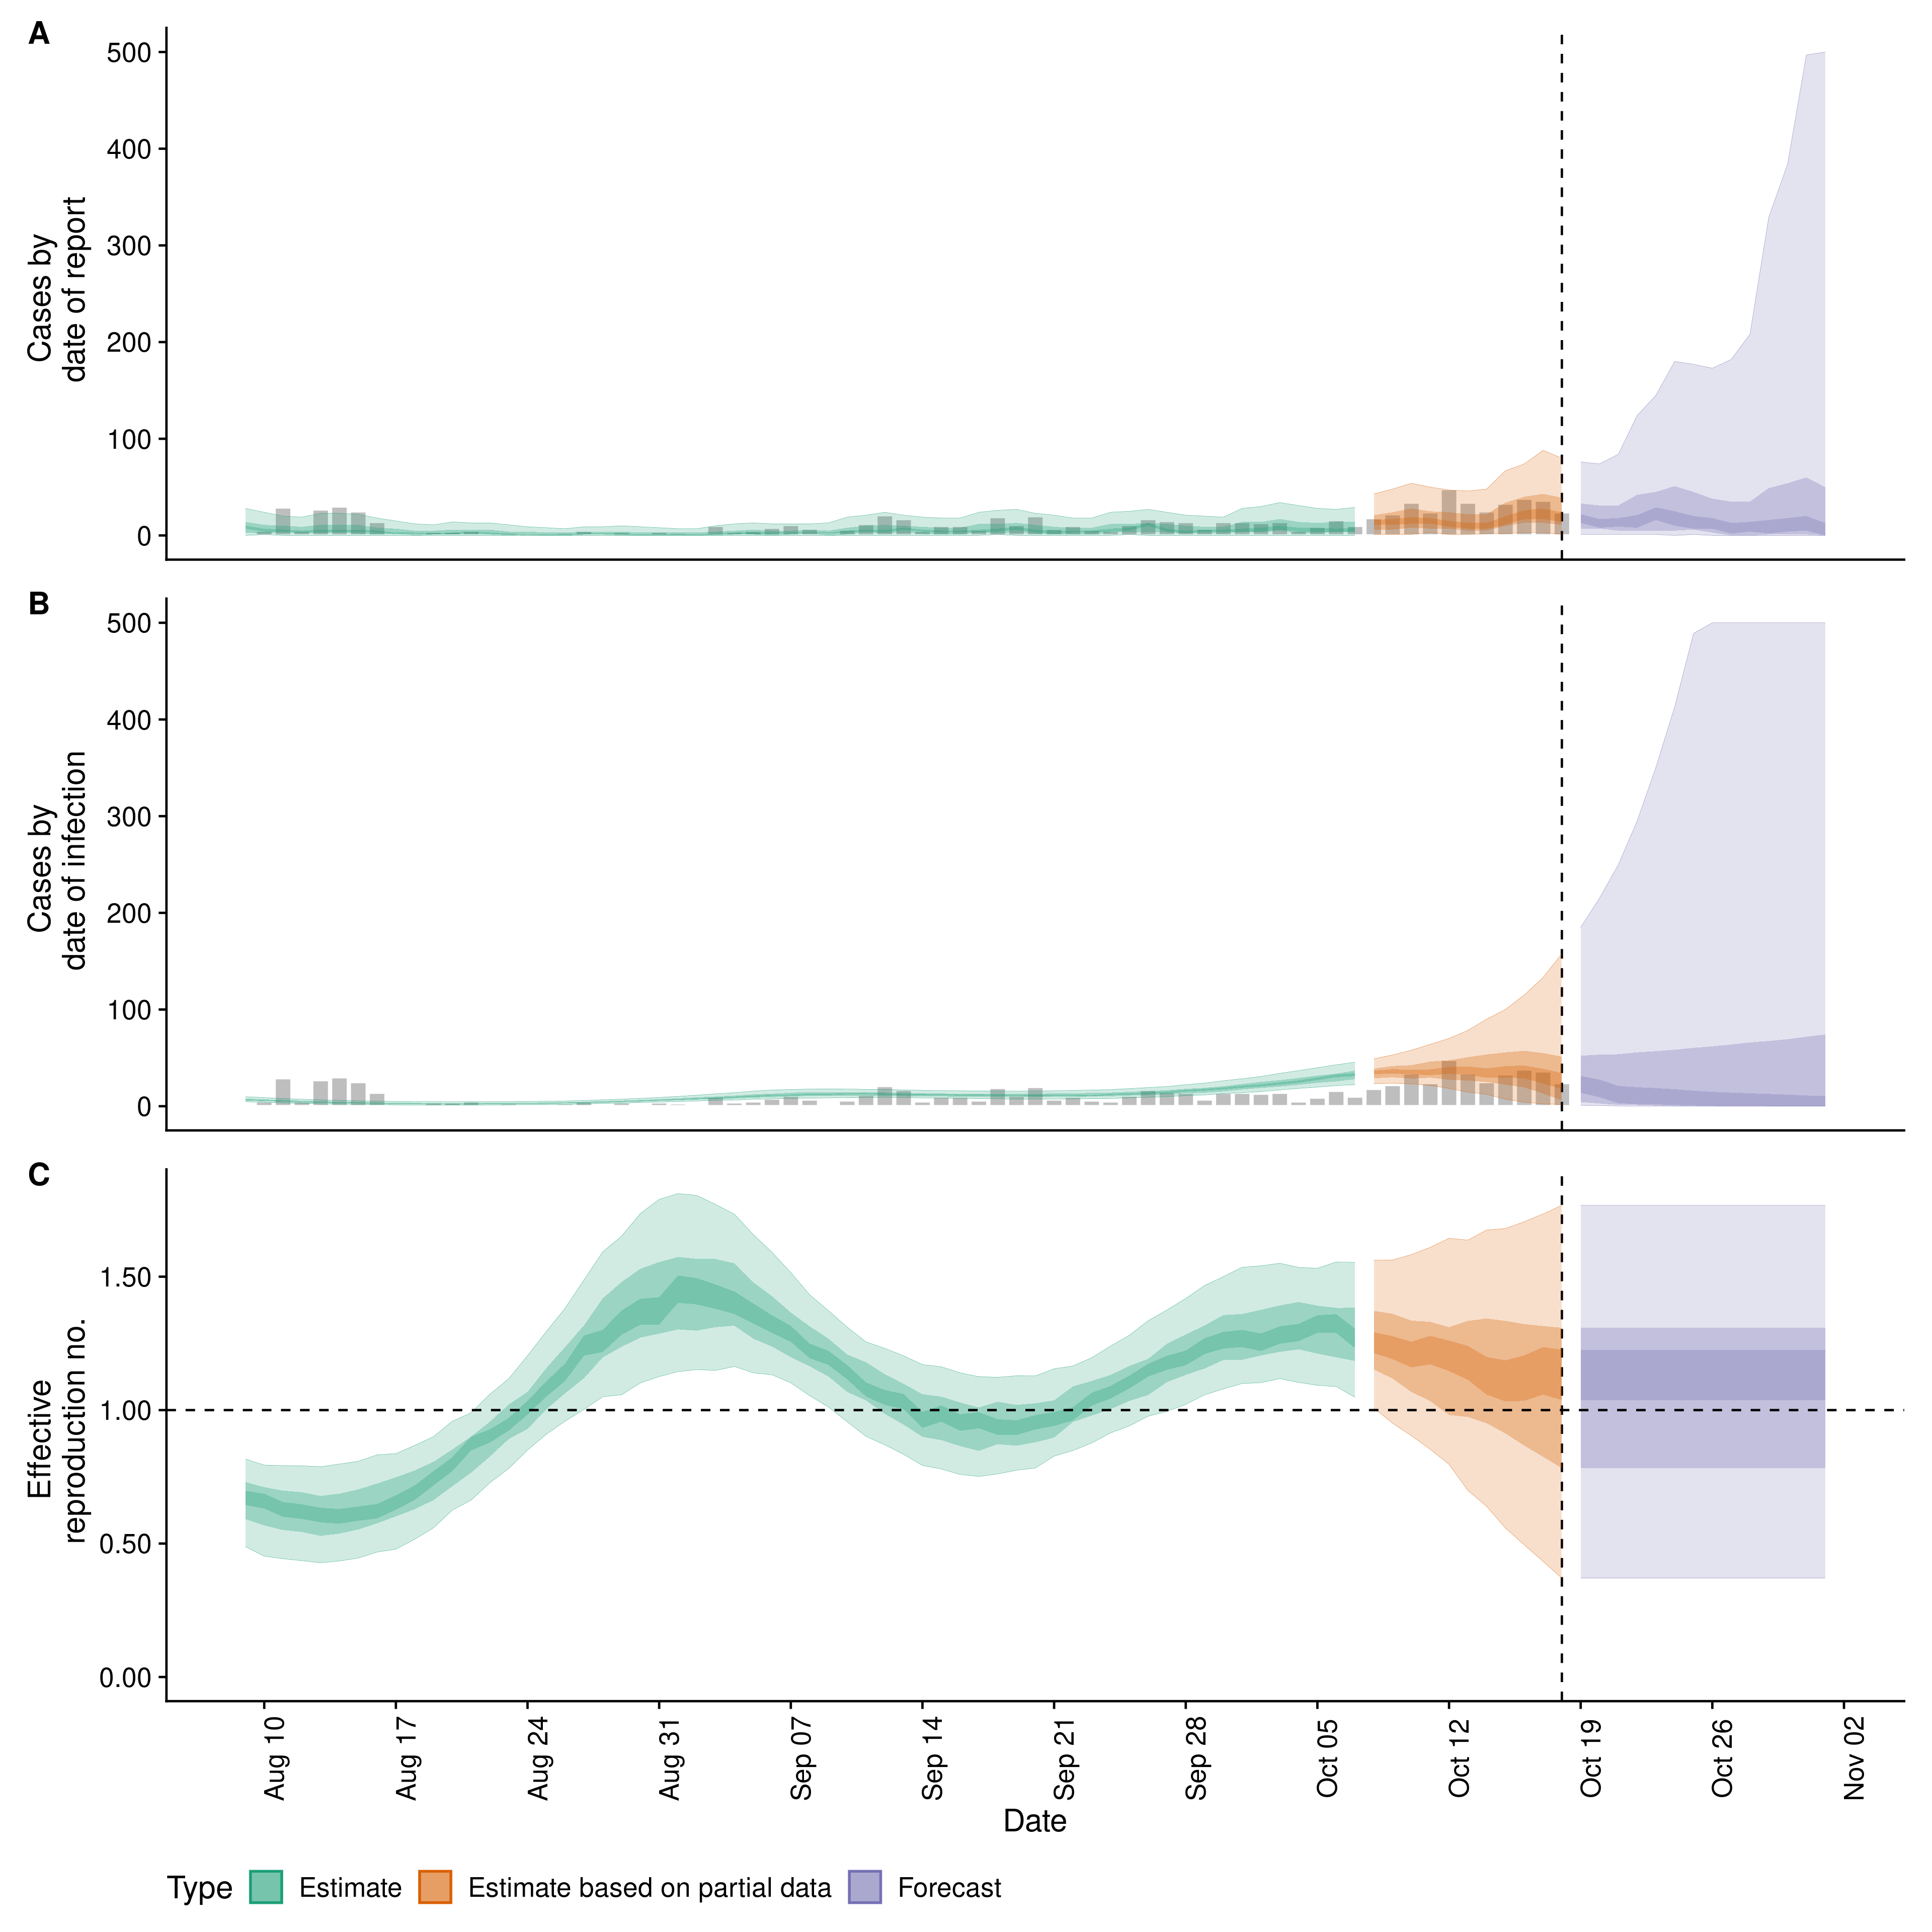 A
500
400
300
200
100
0
Cases by
date of report
B
500
400
300
200
100
0
Cases by
date of infection
C
1.50
1.00
0.50
0.00
Effective
reproduction no.
Aug 10
Aug 17
Aug 24
Aug 31
Sep 07
Sep 14
Sep 21
Sep 28
Oct 05
Oct 12
Oct 19
Oct 26
Nov 02
Date
Type Estimate Estimate based on partial data Forecast